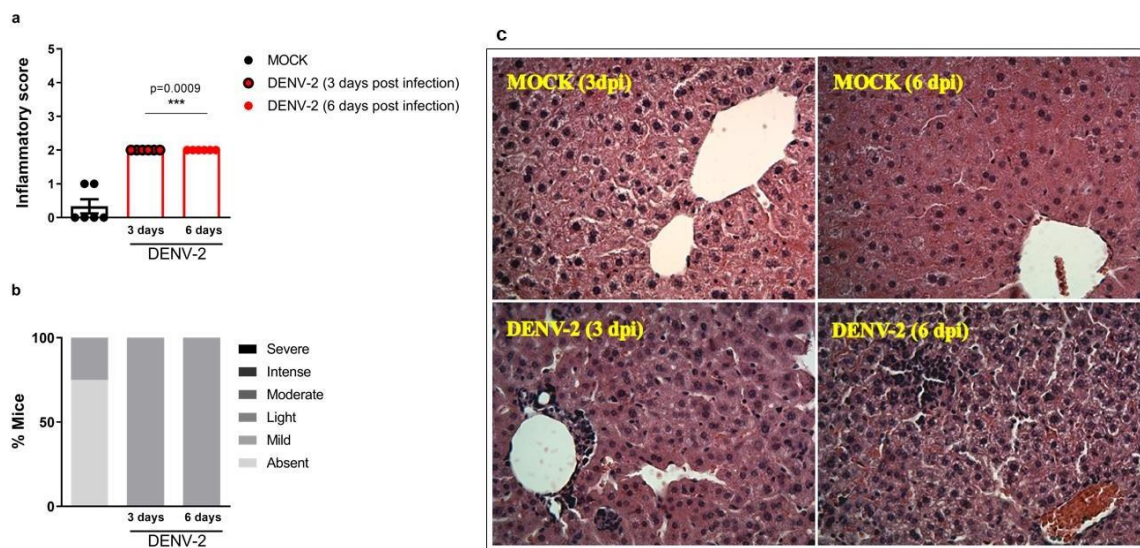 a
Inflammatory score
5
4
3
2
1
0
p=0.0009
***
3 days
6 days
DENV-2
MOCK
DENV-2 (3 days post infection)
DENV-2 (6 days post infection)
b
% Mice
100
50
0
3 days
6 days
DENV-2
Severe
Intense
Moderate
Light
Mild
Absent
c
MOCK (3dpi)
MOCK (6 dpi)
DENV-2 (3 dpi)
DENV-2 (6 dpi)